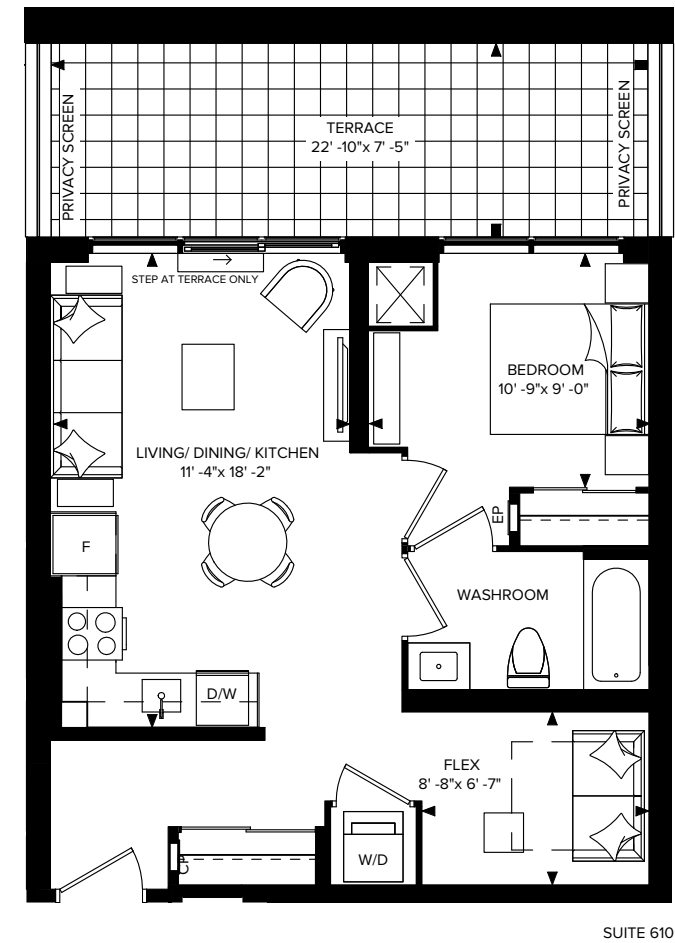 TERRACE
22' -10"x 7' -5"
PRIVACY SCREEN
PRIVACY SCREEN
STEP AT TERRACE ONLY
BEDROOM
10' -9"x 9' -0"
LIVING/ DINING/ KITCHEN
11' -4"x 18' -2"
EP
F
WASHROOM
D/W
FLEX
8' -8"x 6' -7"
W/D
CP
SUITE 610